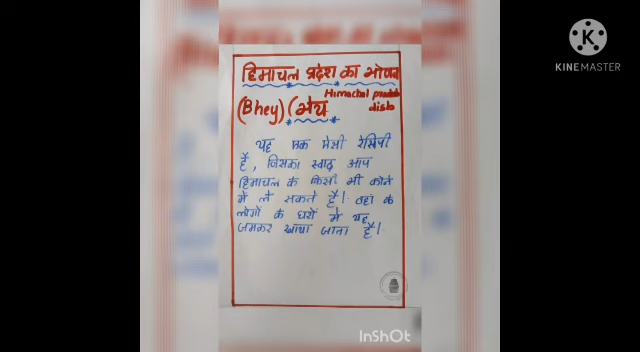 हिमाचल प्रदेश का भोजन
Himachal pradesh
(Bhey) (भेय dish
यह एक ऐसी रेसिपी
है, जिसका स्वाद आप
हिमाचल के किसी भी कोने
में ले सकते है। वहां के
लोगों के घरों में यह
जमकर खाया जाता है।
K
KINEMASTER
InShOt